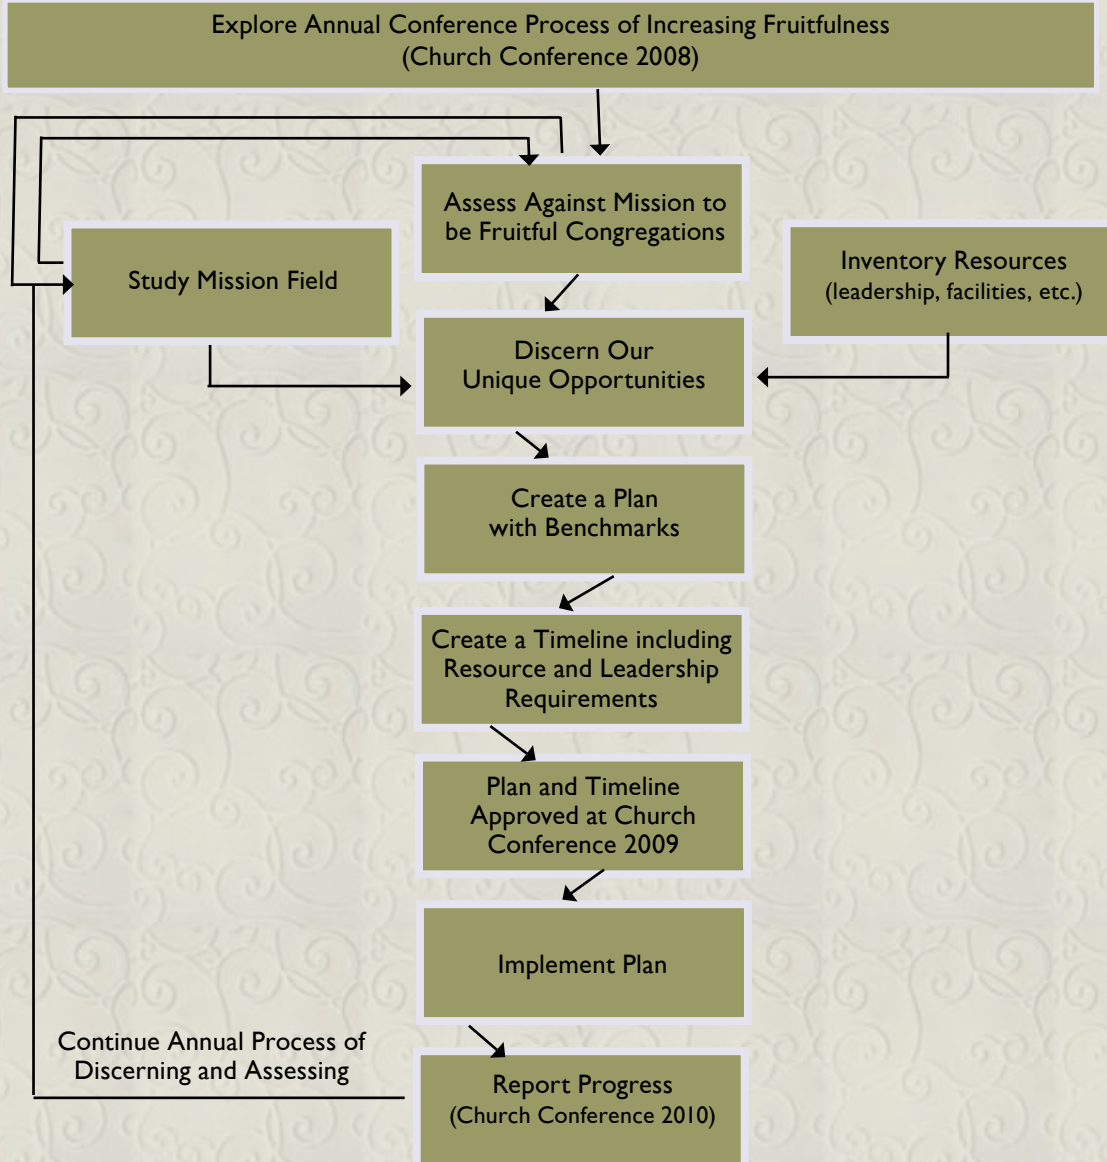 Explore Annual Conference Process of Increasing Fruitfulness
(Church Conference 2008)
Assess Against Mission to
be Fruitful Congregations
Study Mission Field
Inventory Resources
(leadership, facilities, etc.)
Discern Our
Unique Opportunities
Create a Plan
with Benchmarks
Create a Timeline including
Resource and Leadership
Requirements
Plan and Timeline
Approved at Church
Conference 2009
Implement Plan
Continue Annual Process of
Discerning and Assessing
Report Progress
(Church Conference 2010)